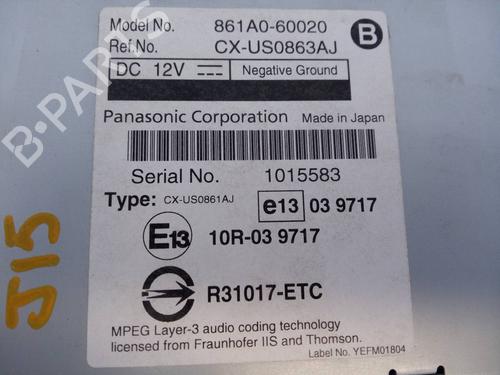 Model No. 861A0-60020
Ref.No. CX-US0863AJ
B
DC 12V Negative Ground
Panasonic Corporation Made in Japan
Serial No. 1015583
Type: CX-US0861AJ e13 03 9717
E13 10R-03 9717
R31017-ETC
MPEG Layer-3 audio coding technology
licensed from Fraunhofer IIS and Thomson.
Label No. YEFM01804
J15
B-PARTS